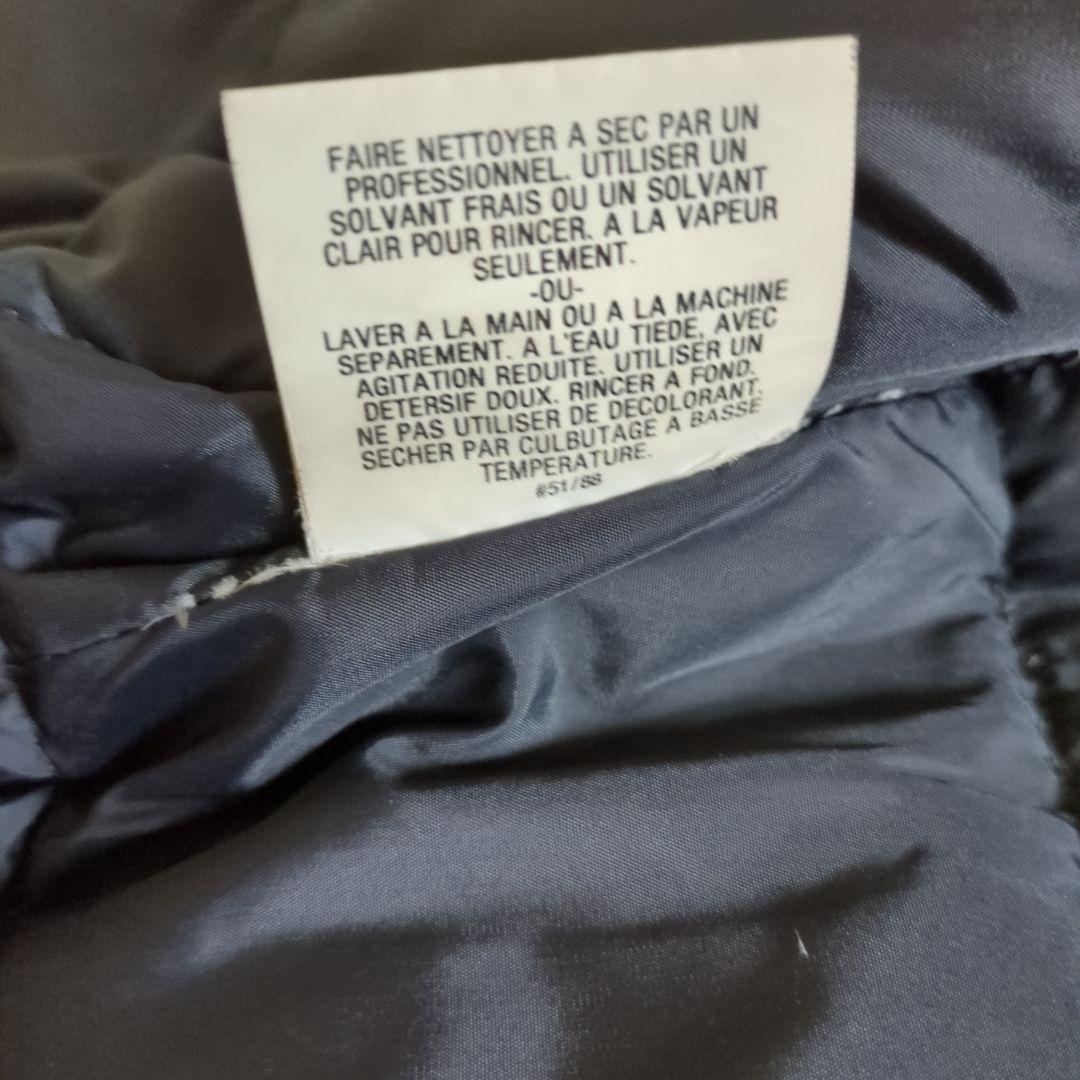 FAIRE NETTOYER A SEC PAR UN
PROFESSIONNEL. UTILISER UN
SOLVANT FRAIS OU UN SOLVANT
CLAIR POUR RINCER. A LA VAPEUR
SEULEMENT.
-OU-
LAVER A LA MAIN OU A LA MACHINE
SEPAREMENT. A L'EAU TIEDE, AVEC
AGITATION REDUITE. UTILISER UN
DETERSIF DOUX. RINCER A FOND.
NE PAS UTILISER DE DECOLORANT.
SECHER PAR CULBUTAGE A BASSE
TEMPERATURE.
#51/88